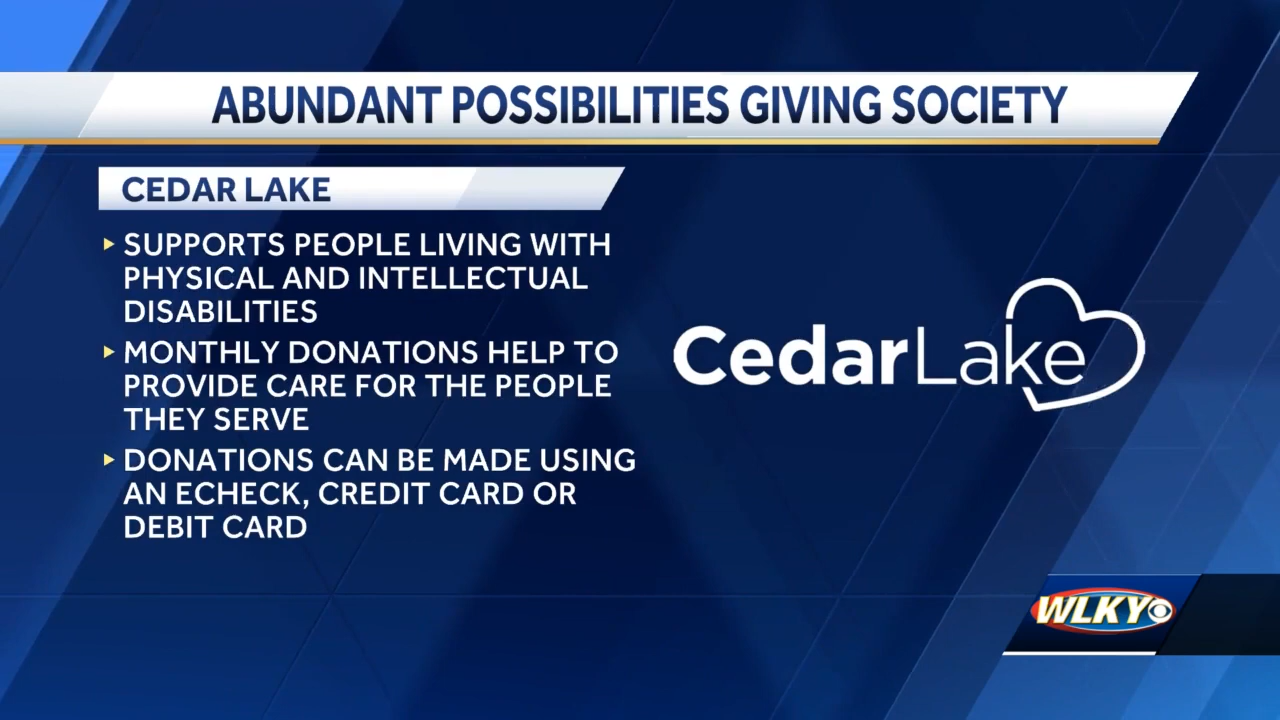 ABUNDANT POSSIBILITIES GIVING SOCIETY
CEDAR LAKE
SUPPORTS PEOPLE LIVING WITH
PHYSICAL AND INTELLECTUAL
DISABILITIES
MONTHLY DONATIONS HELP TO
PROVIDE CARE FOR THE PEOPLE
THEY SERVE
DONATIONS CAN BE MADE USING
AN ECHECK, CREDIT CARD OR
DEBIT CARD
CedarLake
WLKY